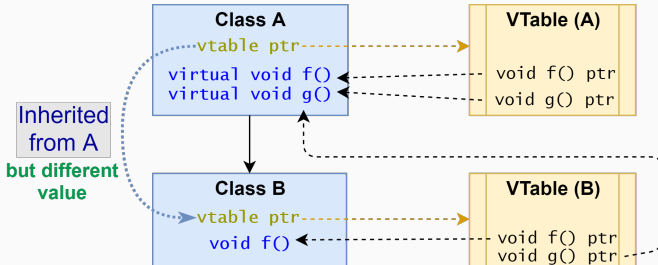 Class A
vtable ptr
virtual void f()
virtual void g()
VTable (A)
void f() ptr
void g() ptr
Inherited
from A
but different
value
Class B
vtable ptr
void f()
VTable (B)
void f() ptr
void g() ptr